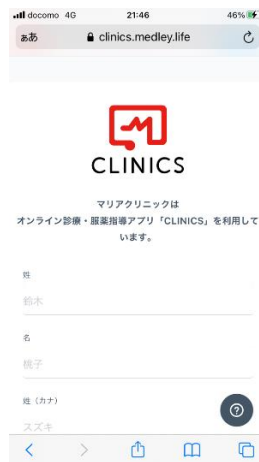 docomo 4G 21:46 46%
ぁあ clinics.medley.life
CLINICS
マリアクリニックは
オンライン診療・服薬指導アプリ「CLINICS」を利用して
います。
姓
鈴木
名
桃子
姓（カナ）
スズキ
?